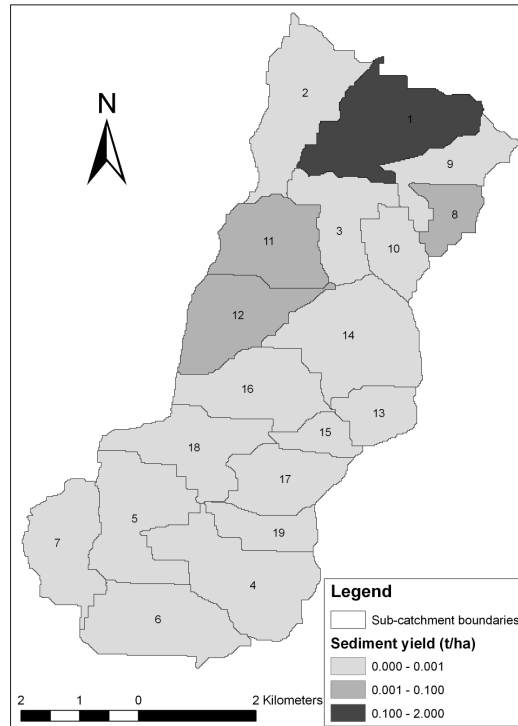 N
2
1
9
8
3
10
11
12
14
16
13
15
18
17
5
7
19
4
6
Legend
Sub-catchment boundaries
Sediment yield (t/ha)
0.000 - 0.001
0.001 - 0.100
0.100 - 2.000
2 1 0 2 Kilometers